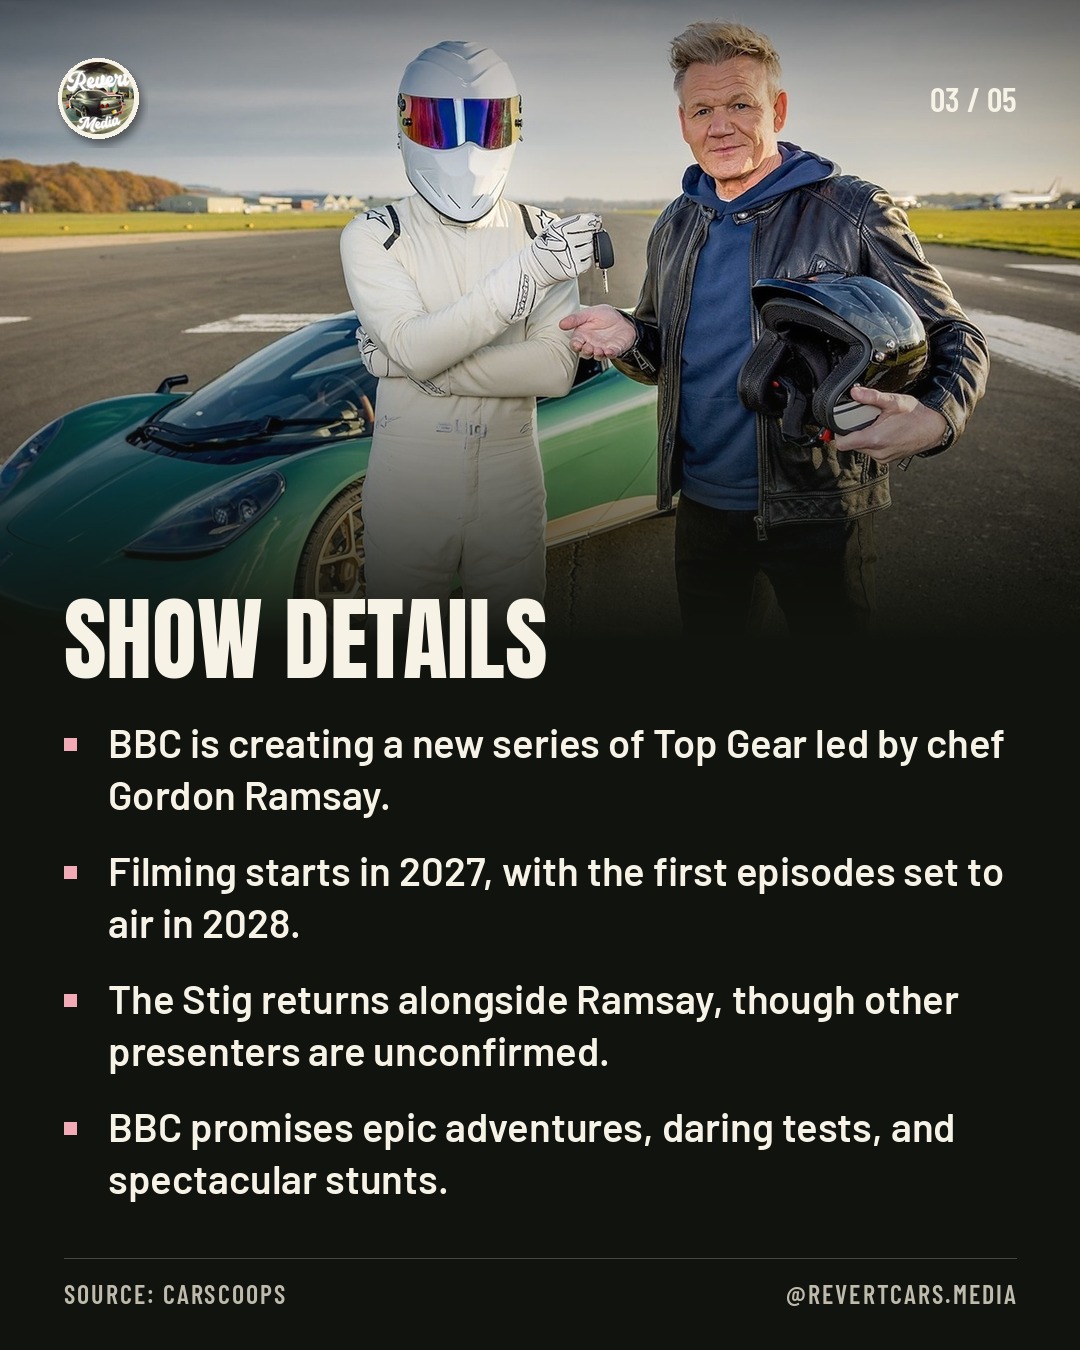 Revert
Media
03 / 05
Stig
SHOW DETAILS
BBC is creating a new series of Top Gear led by chef
Gordon Ramsay.
Filming starts in 2027, with the first episodes set to
air in 2028.
The Stig returns alongside Ramsay, though other
presenters are unconfirmed.
BBC promises epic adventures, daring tests, and
spectacular stunts.
SOURCE: CARSCOOPS
@REVERTCARS.MEDIA